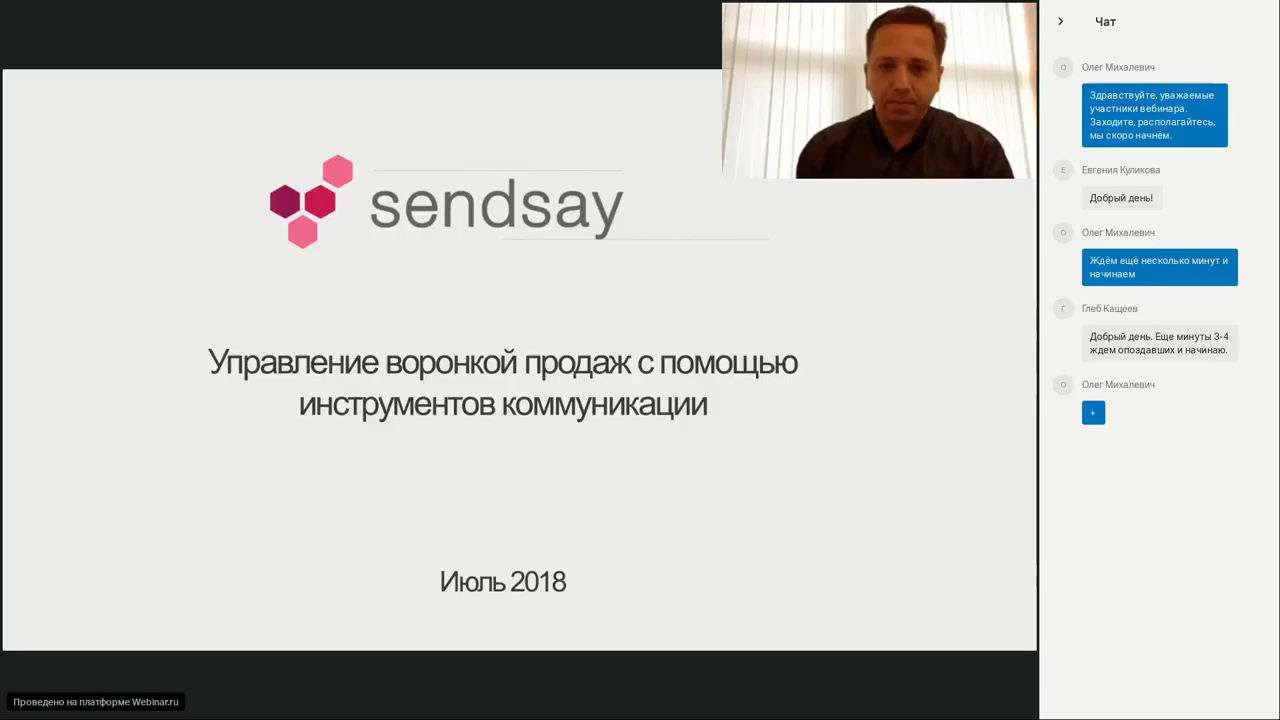 sendsay
Управление воронкой продаж с помощью
инструментов коммуникации
Июль 2018
Проведено на платформе Webinar.ru
Чат
О
Олег Михалевич
Здравствуйте, уважаемые
участники вебинара.
Заходите, располагайтесь,
мы скоро начнём.
Е
Евгения Куликова
Добрый день!
О
Олег Михалевич
Ждём ещё несколько минут и
начинаем
Г
Глеб Кащеев
Добрый день. Еще минуты 3-4
ждем опоздавших и начинаю.
О
Олег Михалевич
+